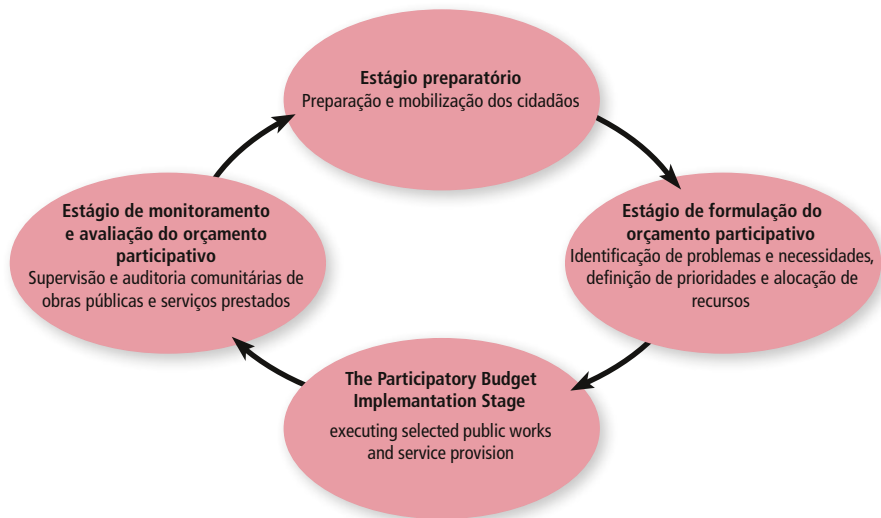 Estágio preparatório
Preparação e mobilização dos cidadãos
Estágio de formulação do
orçamento participativo
Identificação de problemas e necessidades,
definição de prioridades e alocação de
recursos
The Participatory Budget
Implemantation Stage
executing selected public works
and service provision
Estágio de monitoramento
e avaliação do orçamento
participativo
Supervisão e auditoria comunitárias de
obras públicas e serviços prestados